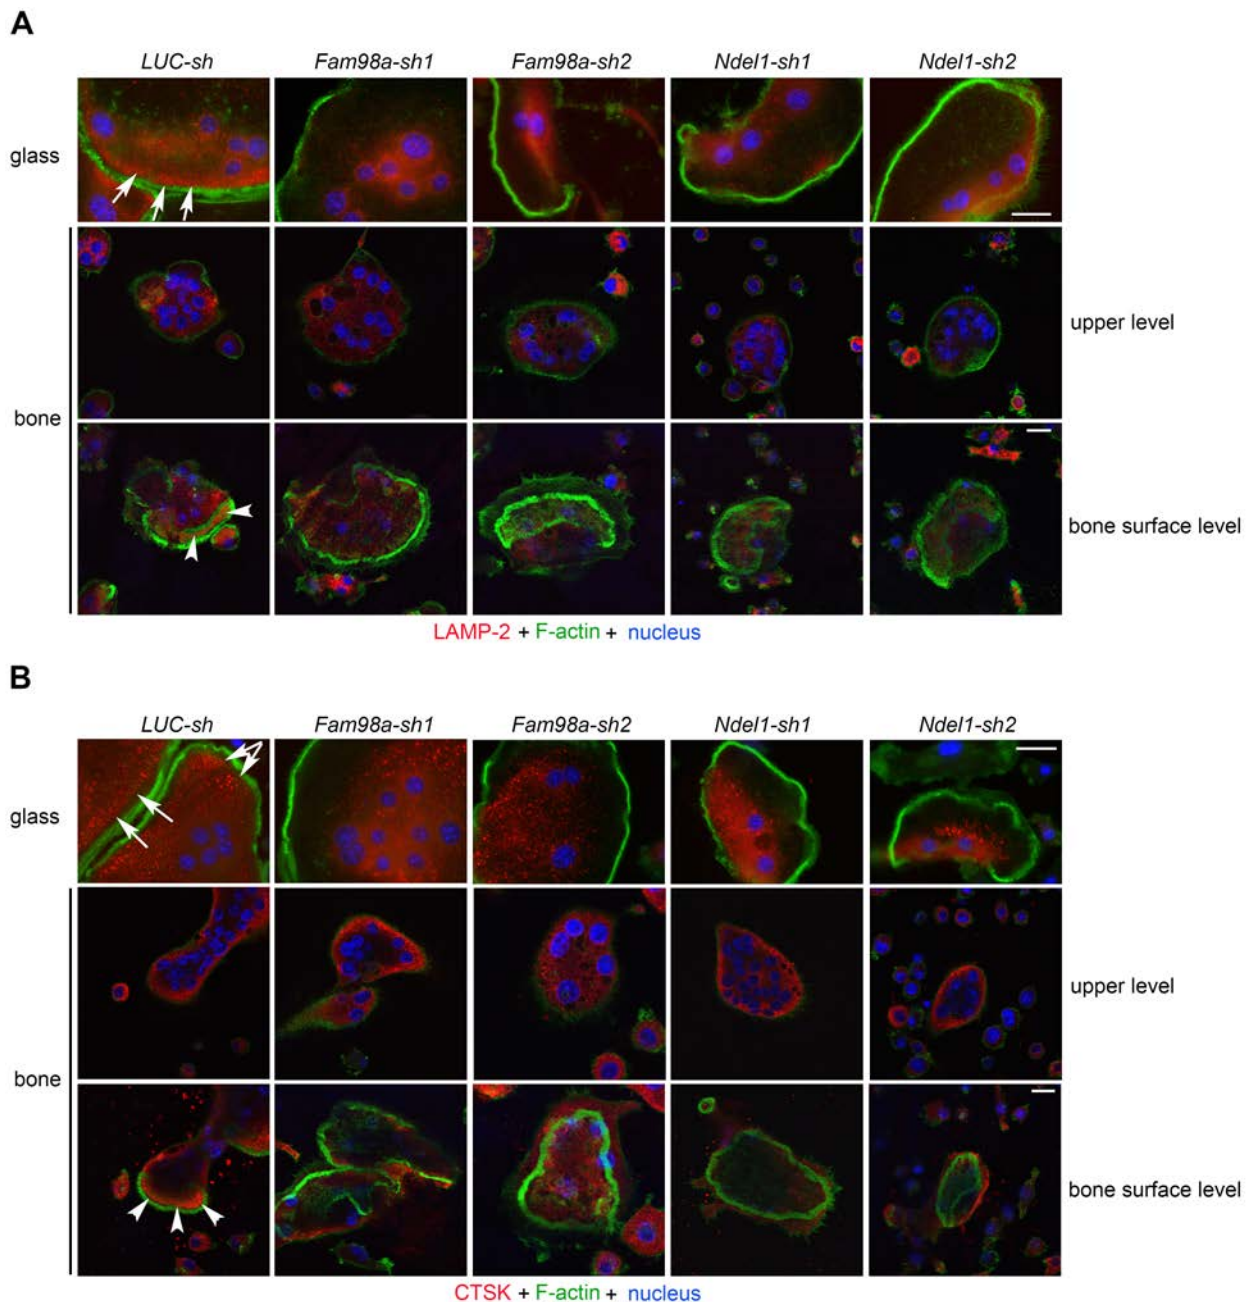 A
LUC-sh Fam98a-sh1 Fam98a-sh2 Ndel1-sh1 Ndel1-sh2
glass
upper level
bone
bone surface level
LAMP-2 + F-actin + nucleus
B
LUC-sh Fam98a-sh1 Fam98a-sh2 Ndel1-sh1 Ndel1-sh2
glass
upper level
bone
bone surface level
CTSK + F-actin + nucleus